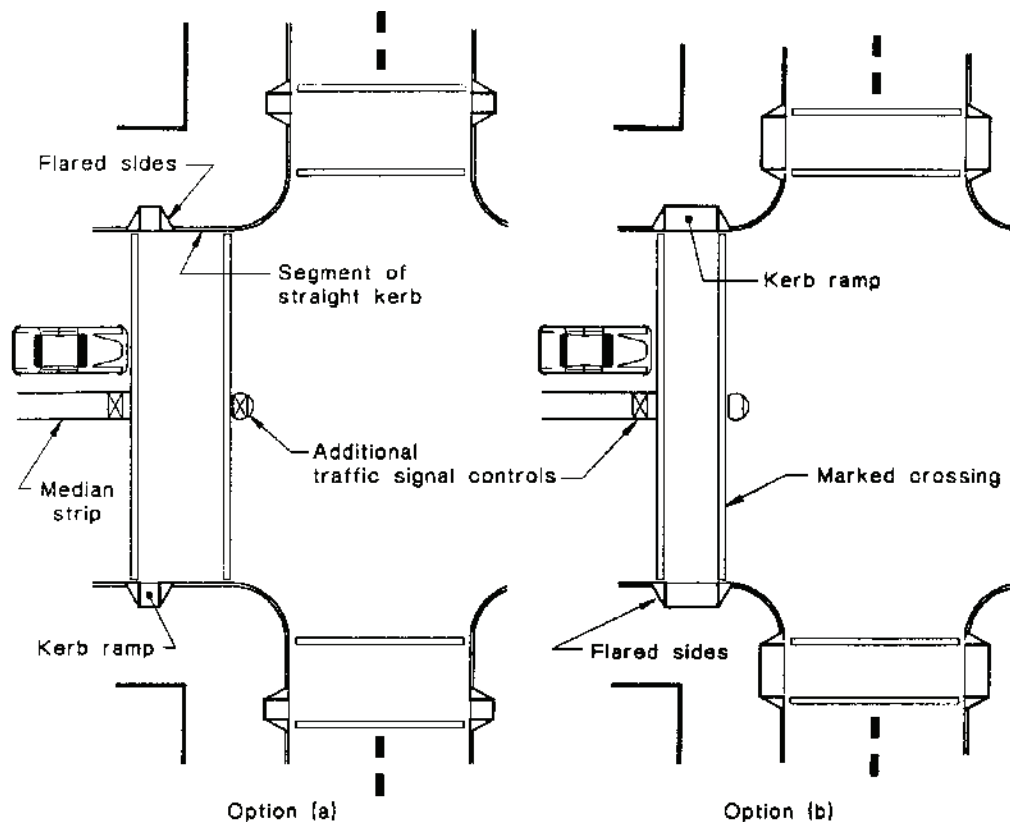 Flared sides
Segment of
straight kerb
Kerb ramp
Additional
traffic signal controls
Median
strip
Marked crossing
Kerb ramp
Flared sides
Option (a)
Option (b)